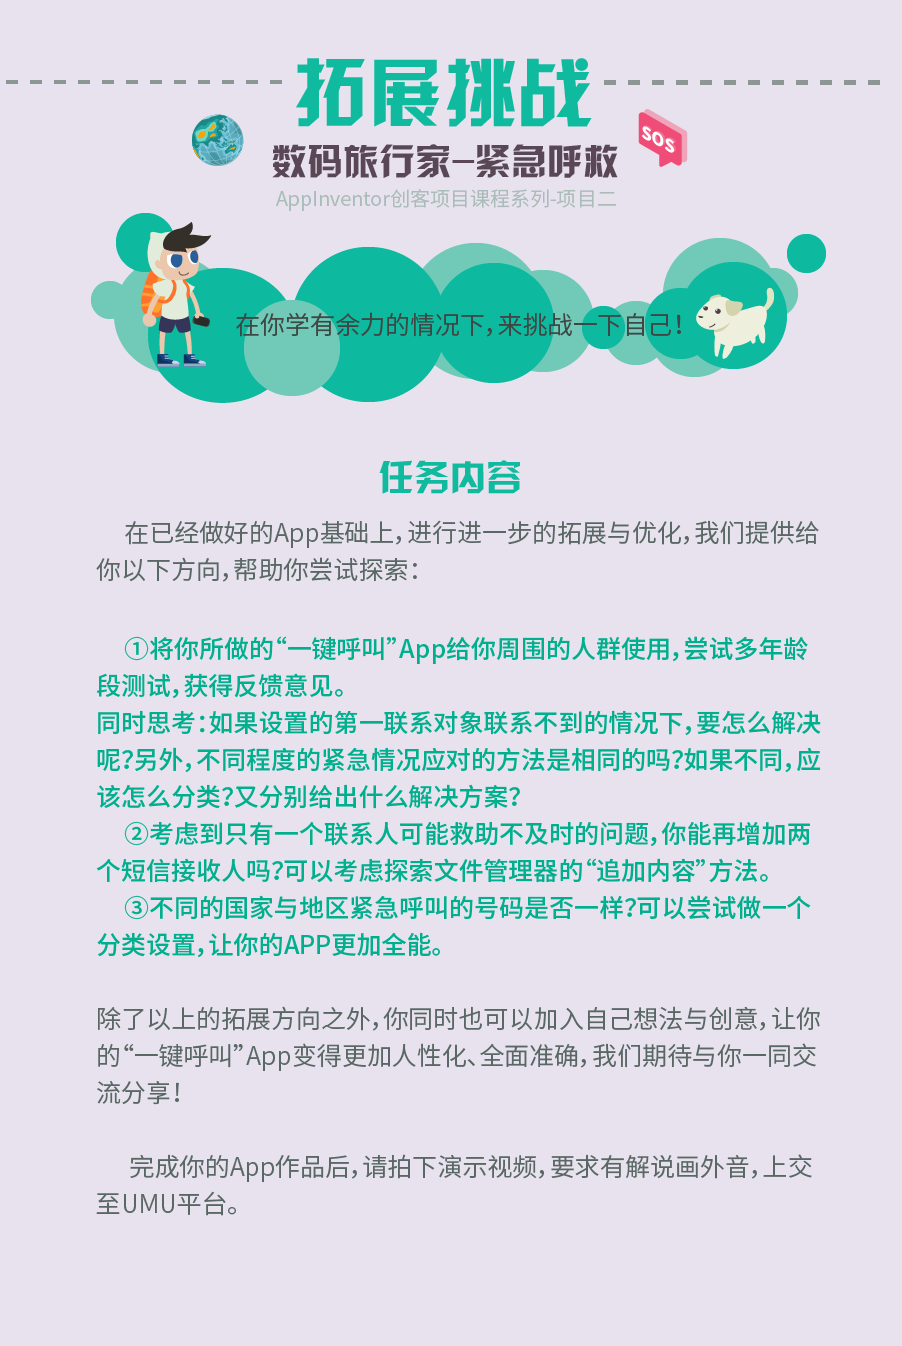 拓展挑战
数码旅行家-紧急呼救
SOS
AppInventor创客项目课程系列-项目二
在你学有余力的情况下，来挑战一下自己！
任务内容
在已经做好的App基础上，进行进一步的拓展与优化，我们提供给
你以下方向，帮助你尝试探索：
①将你所做的“一键呼叫”App给你周围的人群使用，尝试多年龄
段测试，获得反馈意见。
同时思考：如果设置的第一联系对象联系不到的情况下，要怎么解决
呢？另外，不同程度的紧急情况应对的方法是相同的吗？如果不同，应
该怎么分类？又分别给出什么解决方案？
②考虑到只有一个联系人可能救助不及时的问题，你能再增加两
个短信接收人吗？可以考虑探索文件管理器的“追加内容”方法。
③不同的国家与地区紧急呼叫的号码是否一样？可以尝试做一个
分类设置，让你的APP更加全能。
除了以上的拓展方向之外，你同时也可以加入自己想法与创意，让你
的“一键呼叫”App变得更加人性化、全面准确，我们期待与你一同交
流分享！
完成你的App作品后，请拍下演示视频，要求有解说画外音，上交
至UMU平台。